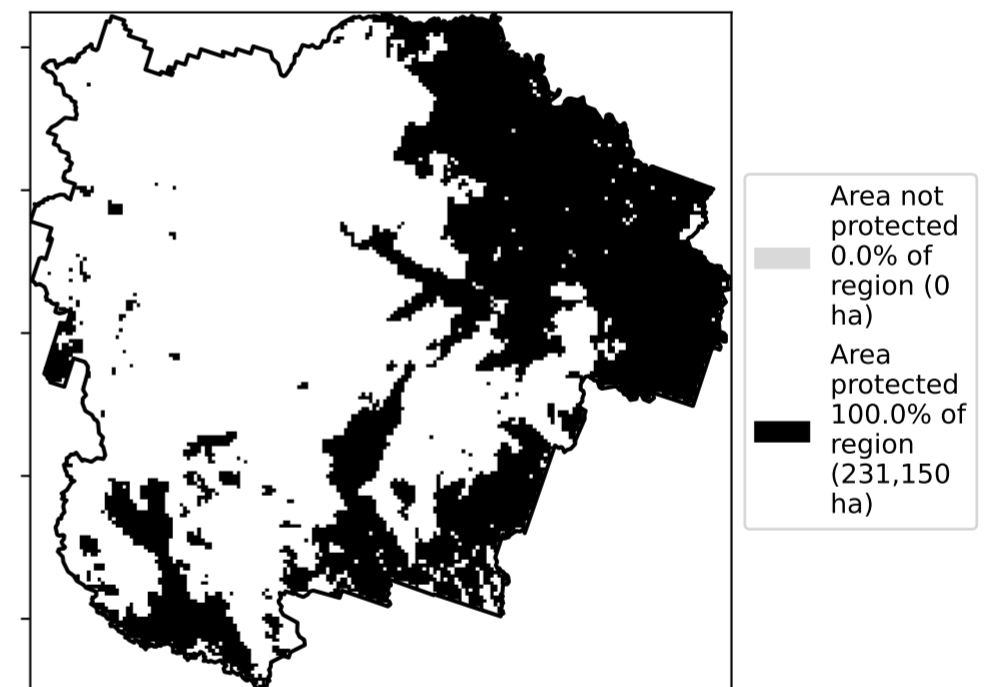 Area not
protected
0.0% of
region (0
ha)
Area
protected
100.0% of
region
(231,150
ha)